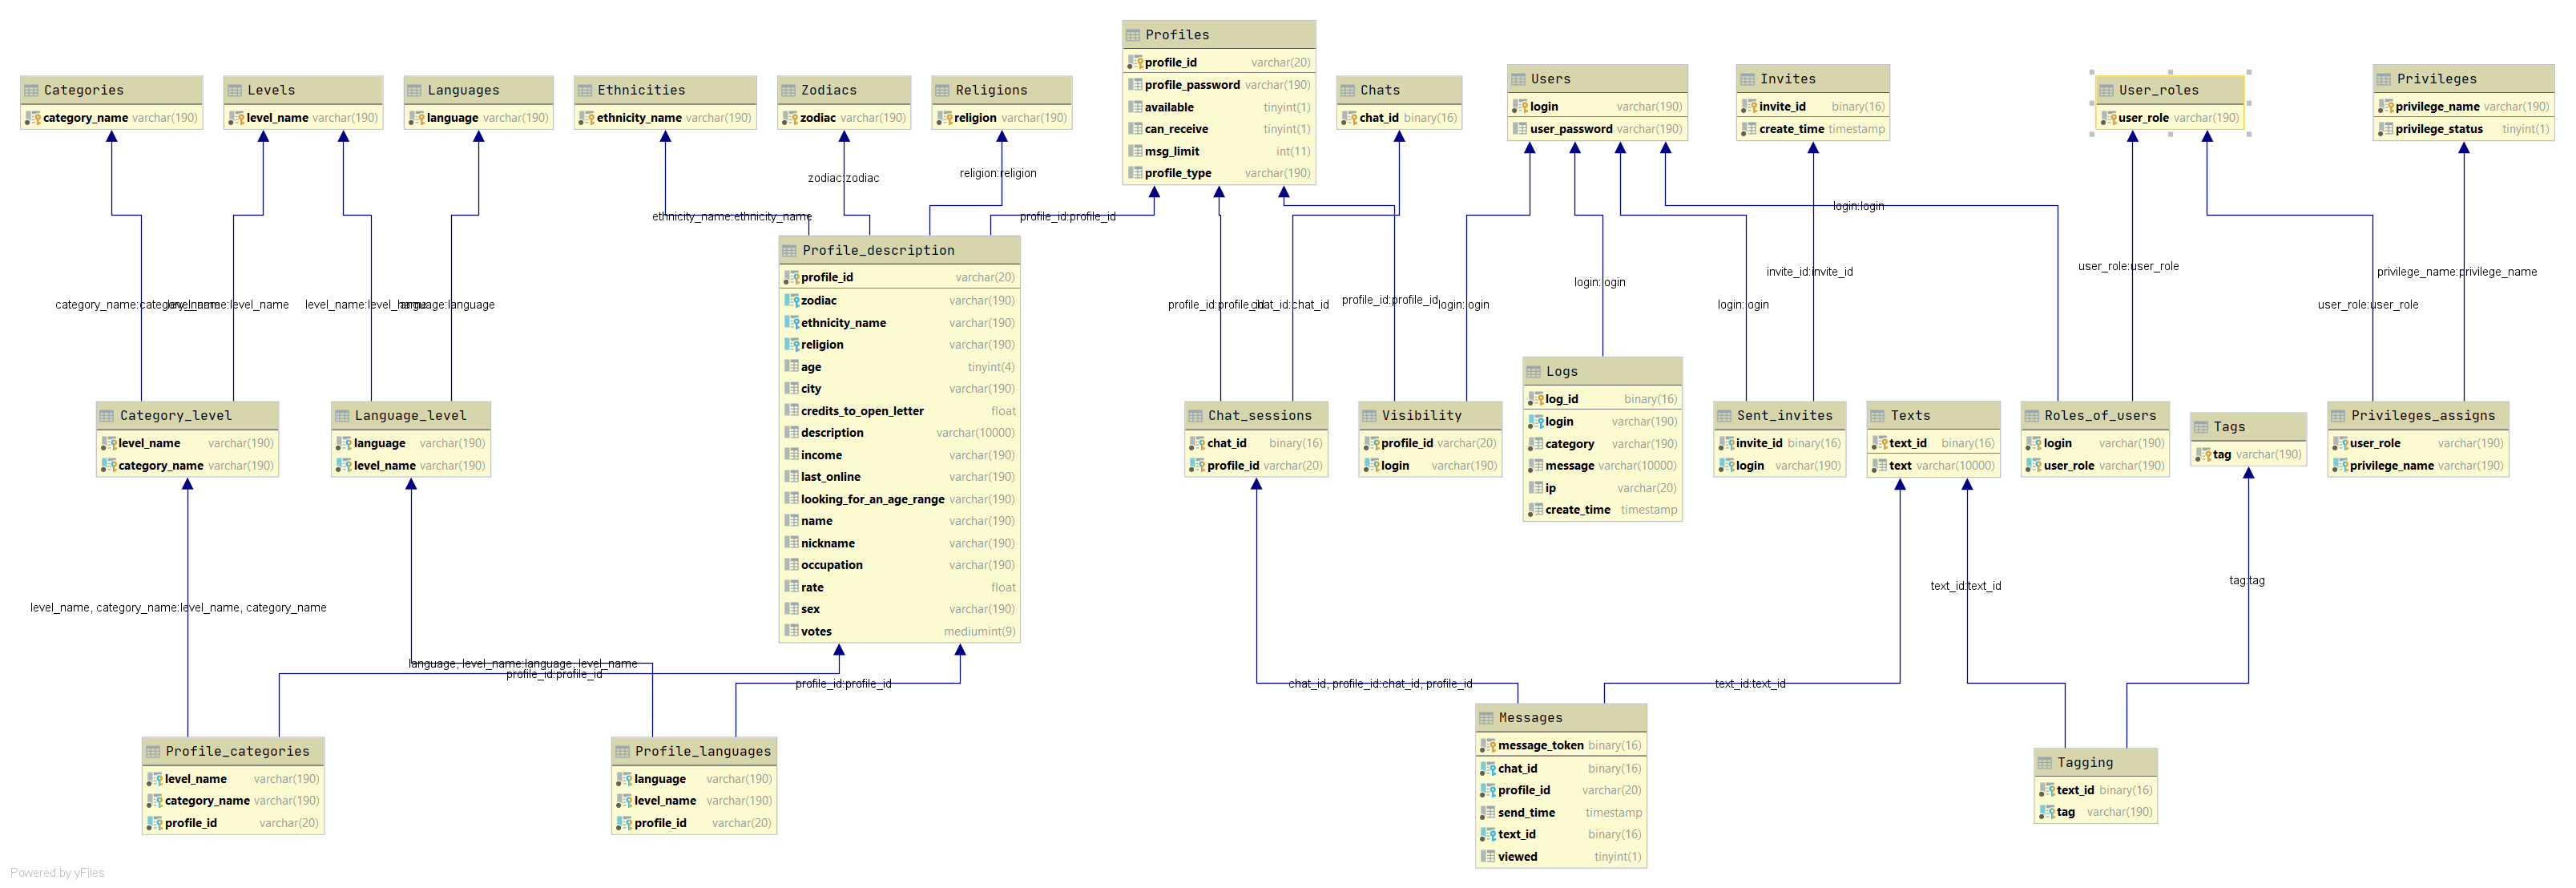 Profiles
profile_id varchar(20)
profile_password varchar(190)
available tinyint(1)
can_receive tinyint(1)
msg_limit int(11)
profile_type varchar(190)
Categories
category_name varchar(190)
Levels
level_name varchar(190)
Languages
language varchar(190)
Ethnicities
ethnicity_name varchar(190)
Zodiacs
zodiac varchar(190)
Religions
religion varchar(190)
Chats
chat_id binary(16)
Users
login varchar(190)
user_password varchar(190)
Invites
invite_id binary(16)
create_time timestamp
User_roles
user_role varchar(190)
Privileges
privilege_name varchar(190)
privilege_status tinyint(1)
zodiac:zodiac
religion:religion
ethnicity_name:ethnicity_name
profile_id:profile_id
login:login
Profile_description
profile_id varchar(20)
zodiac varchar(190)
ethnicity_name varchar(190)
religion varchar(190)
age tinyint(4)
city varchar(190)
credits_to_open_letter float
description varchar(10000)
income varchar(190)
last_online varchar(190)
looking_for_an_age_range varchar(190)
name varchar(190)
nickname varchar(190)
occupation varchar(190)
rate float
sex varchar(190)
votes mediumint(9)
category_name:category_name
level_name:level_name
level_name:level_name
language:language
profile_id:profile_id
chat_id:chat_id
profile_id:profile_id
login:login
login:login
login:login
invite_id:invite_id
user_role:user_role
user_role:user_role
privilege_name:privilege_name
Category_level
level_name varchar(190)
category_name varchar(190)
Language_level
language varchar(190)
level_name varchar(190)
Chat_sessions
chat_id binary(16)
profile_id varchar(20)
Visibility
profile_id varchar(20)
login varchar(190)
Logs
log_id binary(16)
login varchar(190)
category varchar(190)
message varchar(10000)
ip varchar(20)
create_time timestamp
Sent_invites
invite_id binary(16)
login varchar(190)
Texts
text_id binary(16)
text varchar(10000)
Roles_of_users
login varchar(190)
user_role varchar(190)
Tags
tag varchar(190)
Privileges_assigns
user_role varchar(190)
privilege_name varchar(190)
level_name, category_name:level_name, category_name
language, level_name:language, level_name
profile_id:profile_id
profile_id:profile_id
chat_id, profile_id:chat_id, profile_id
text_id:text_id
text_id:text_id
tag:tag
Profile_categories
level_name varchar(190)
category_name varchar(190)
profile_id varchar(20)
Profile_languages
language varchar(190)
level_name varchar(190)
profile_id varchar(20)
Messages
message_token binary(16)
chat_id binary(16)
profile_id varchar(20)
send_time timestamp
text_id binary(16)
viewed tinyint(1)
Tagging
text_id binary(16)
tag varchar(190)
Powered by yFiles